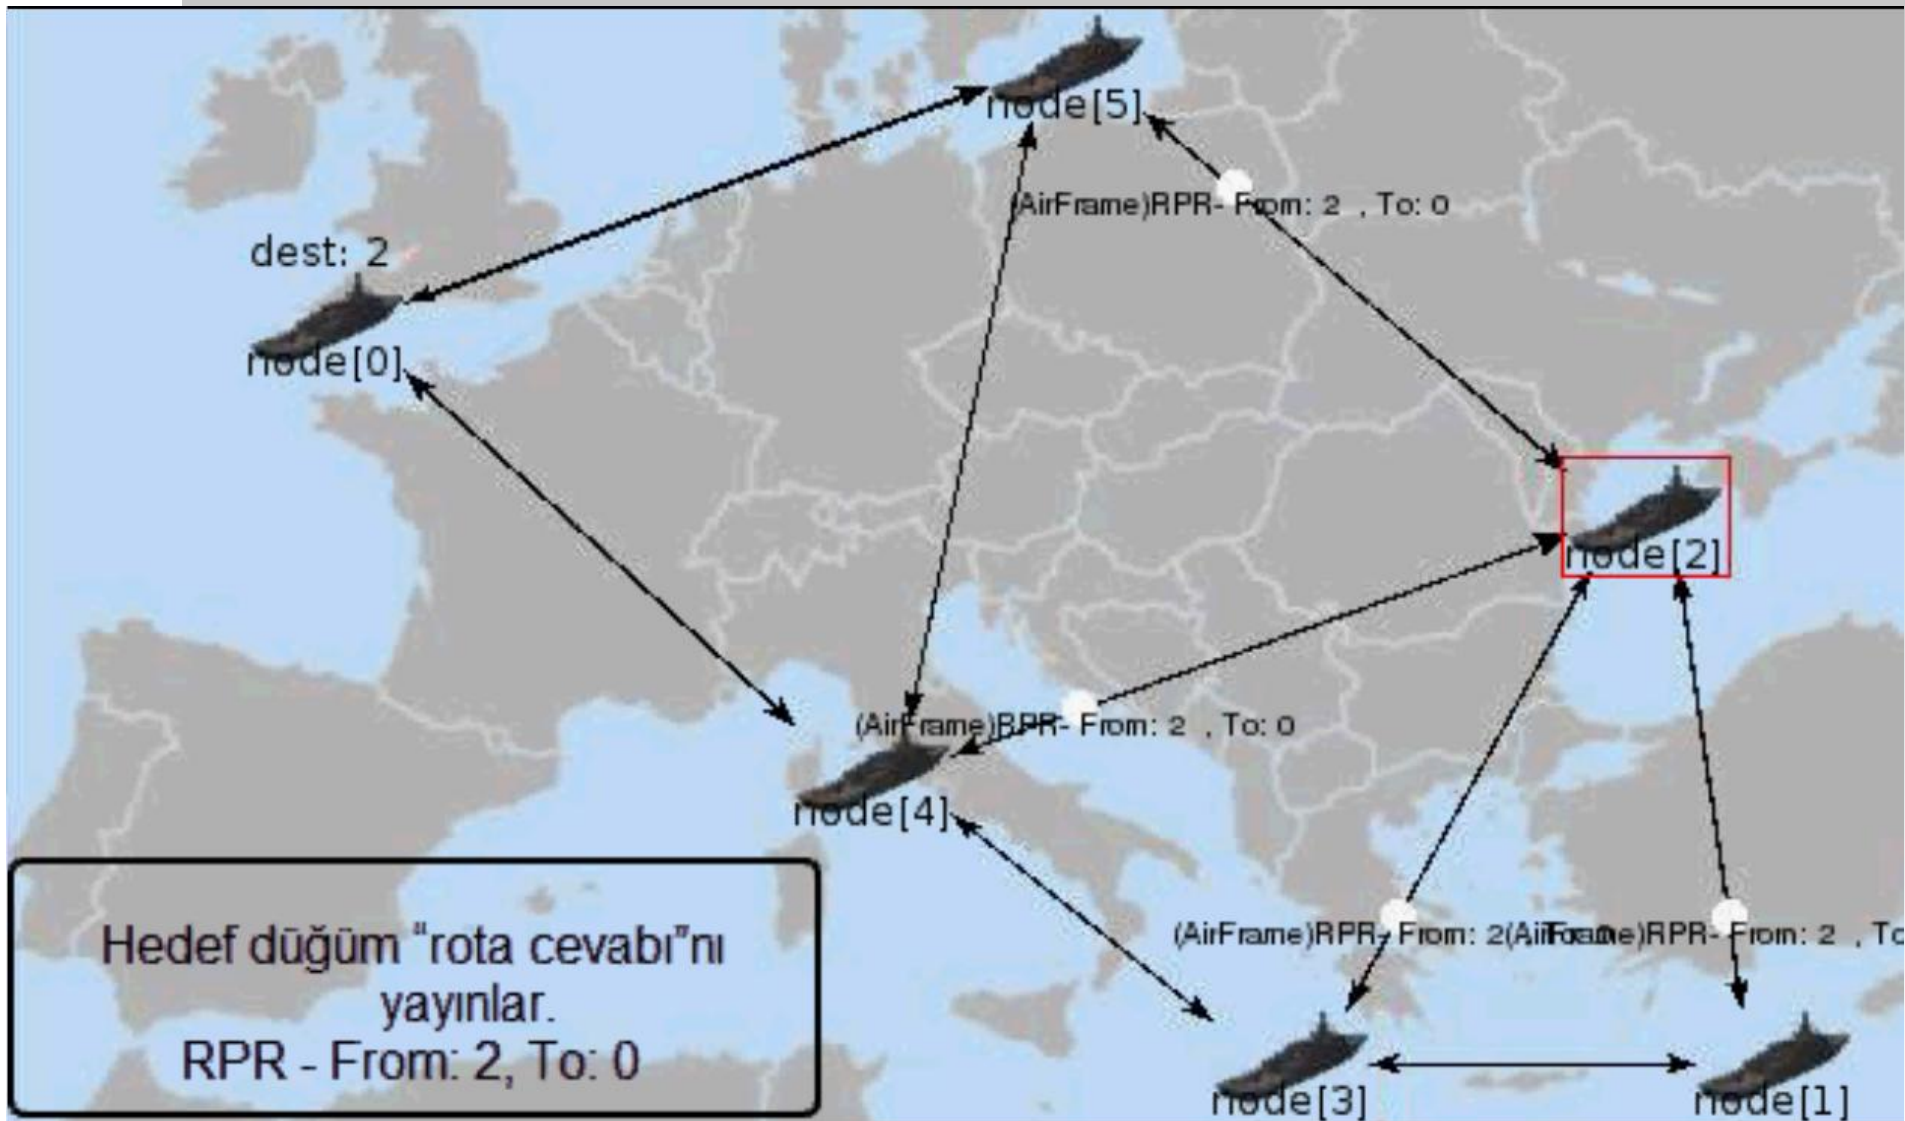 node[5]
(AirFrame)RPR- From: 2 , To: 0
dest: 2
node[0]
node[2]
(AirFrame)RPR- From: 2 , To: 0
node[4]
(AirFrame)RPR- From: 2
(AirFrame)RPR- From: 2 , To
Hedef düğüm “rota cevabı”nı
yayınlar.
RPR - From: 2, To: 0
node[3]
node[1]